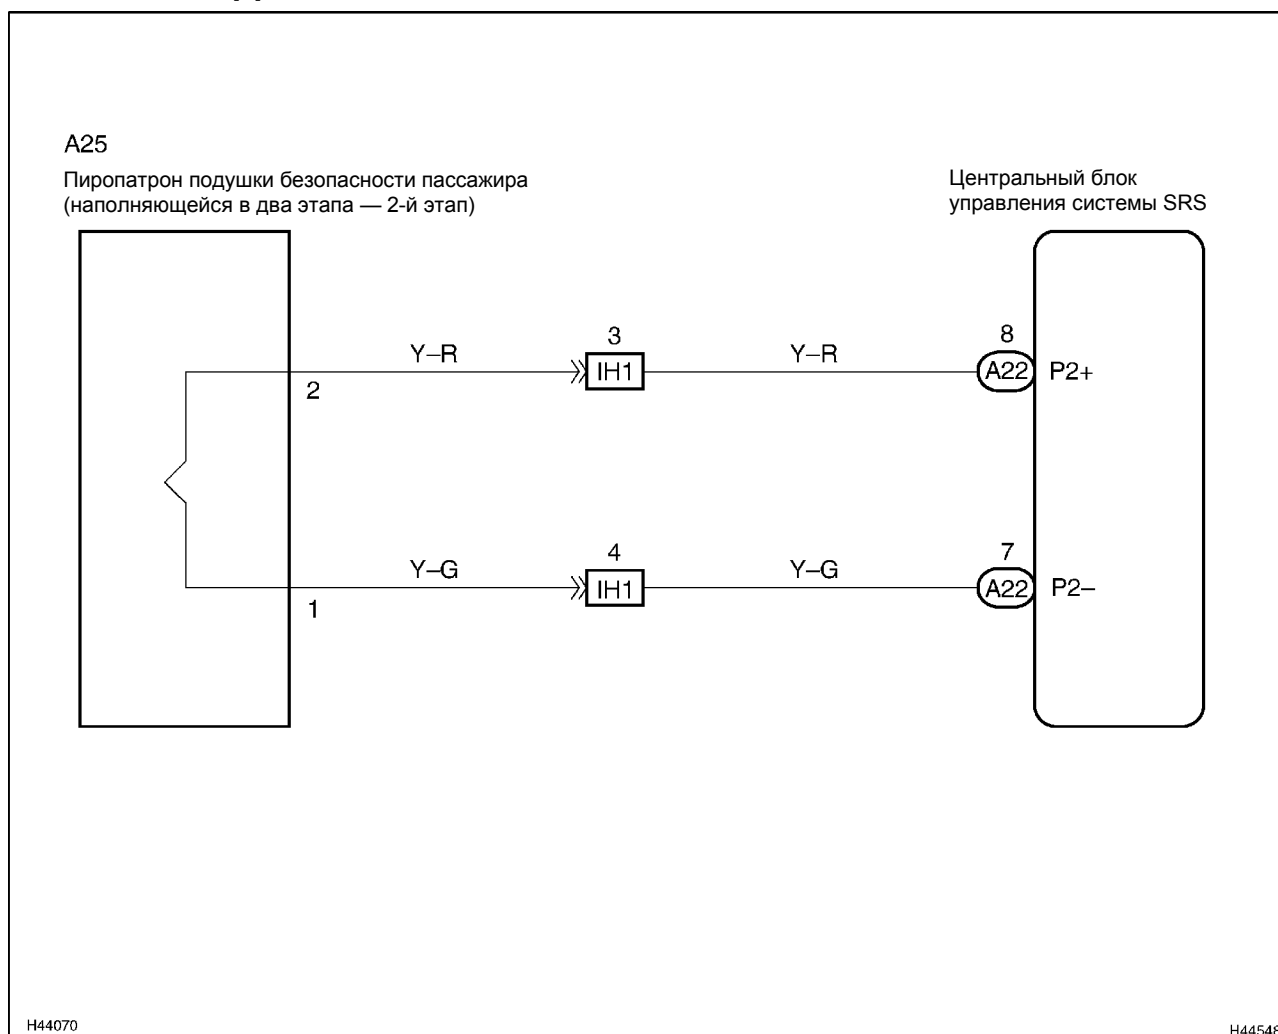 A25
Пиропатрон подушки безопасности пассажира
(наполняющейся в два этапа — 2-й этап)
Центральный блок
управления системы SRS
Y–R
3
IH1
Y–R
8
A22
P2+
2
Y–G
4
IH1
Y–G
7
A22
P2–
1
H44070
H44548